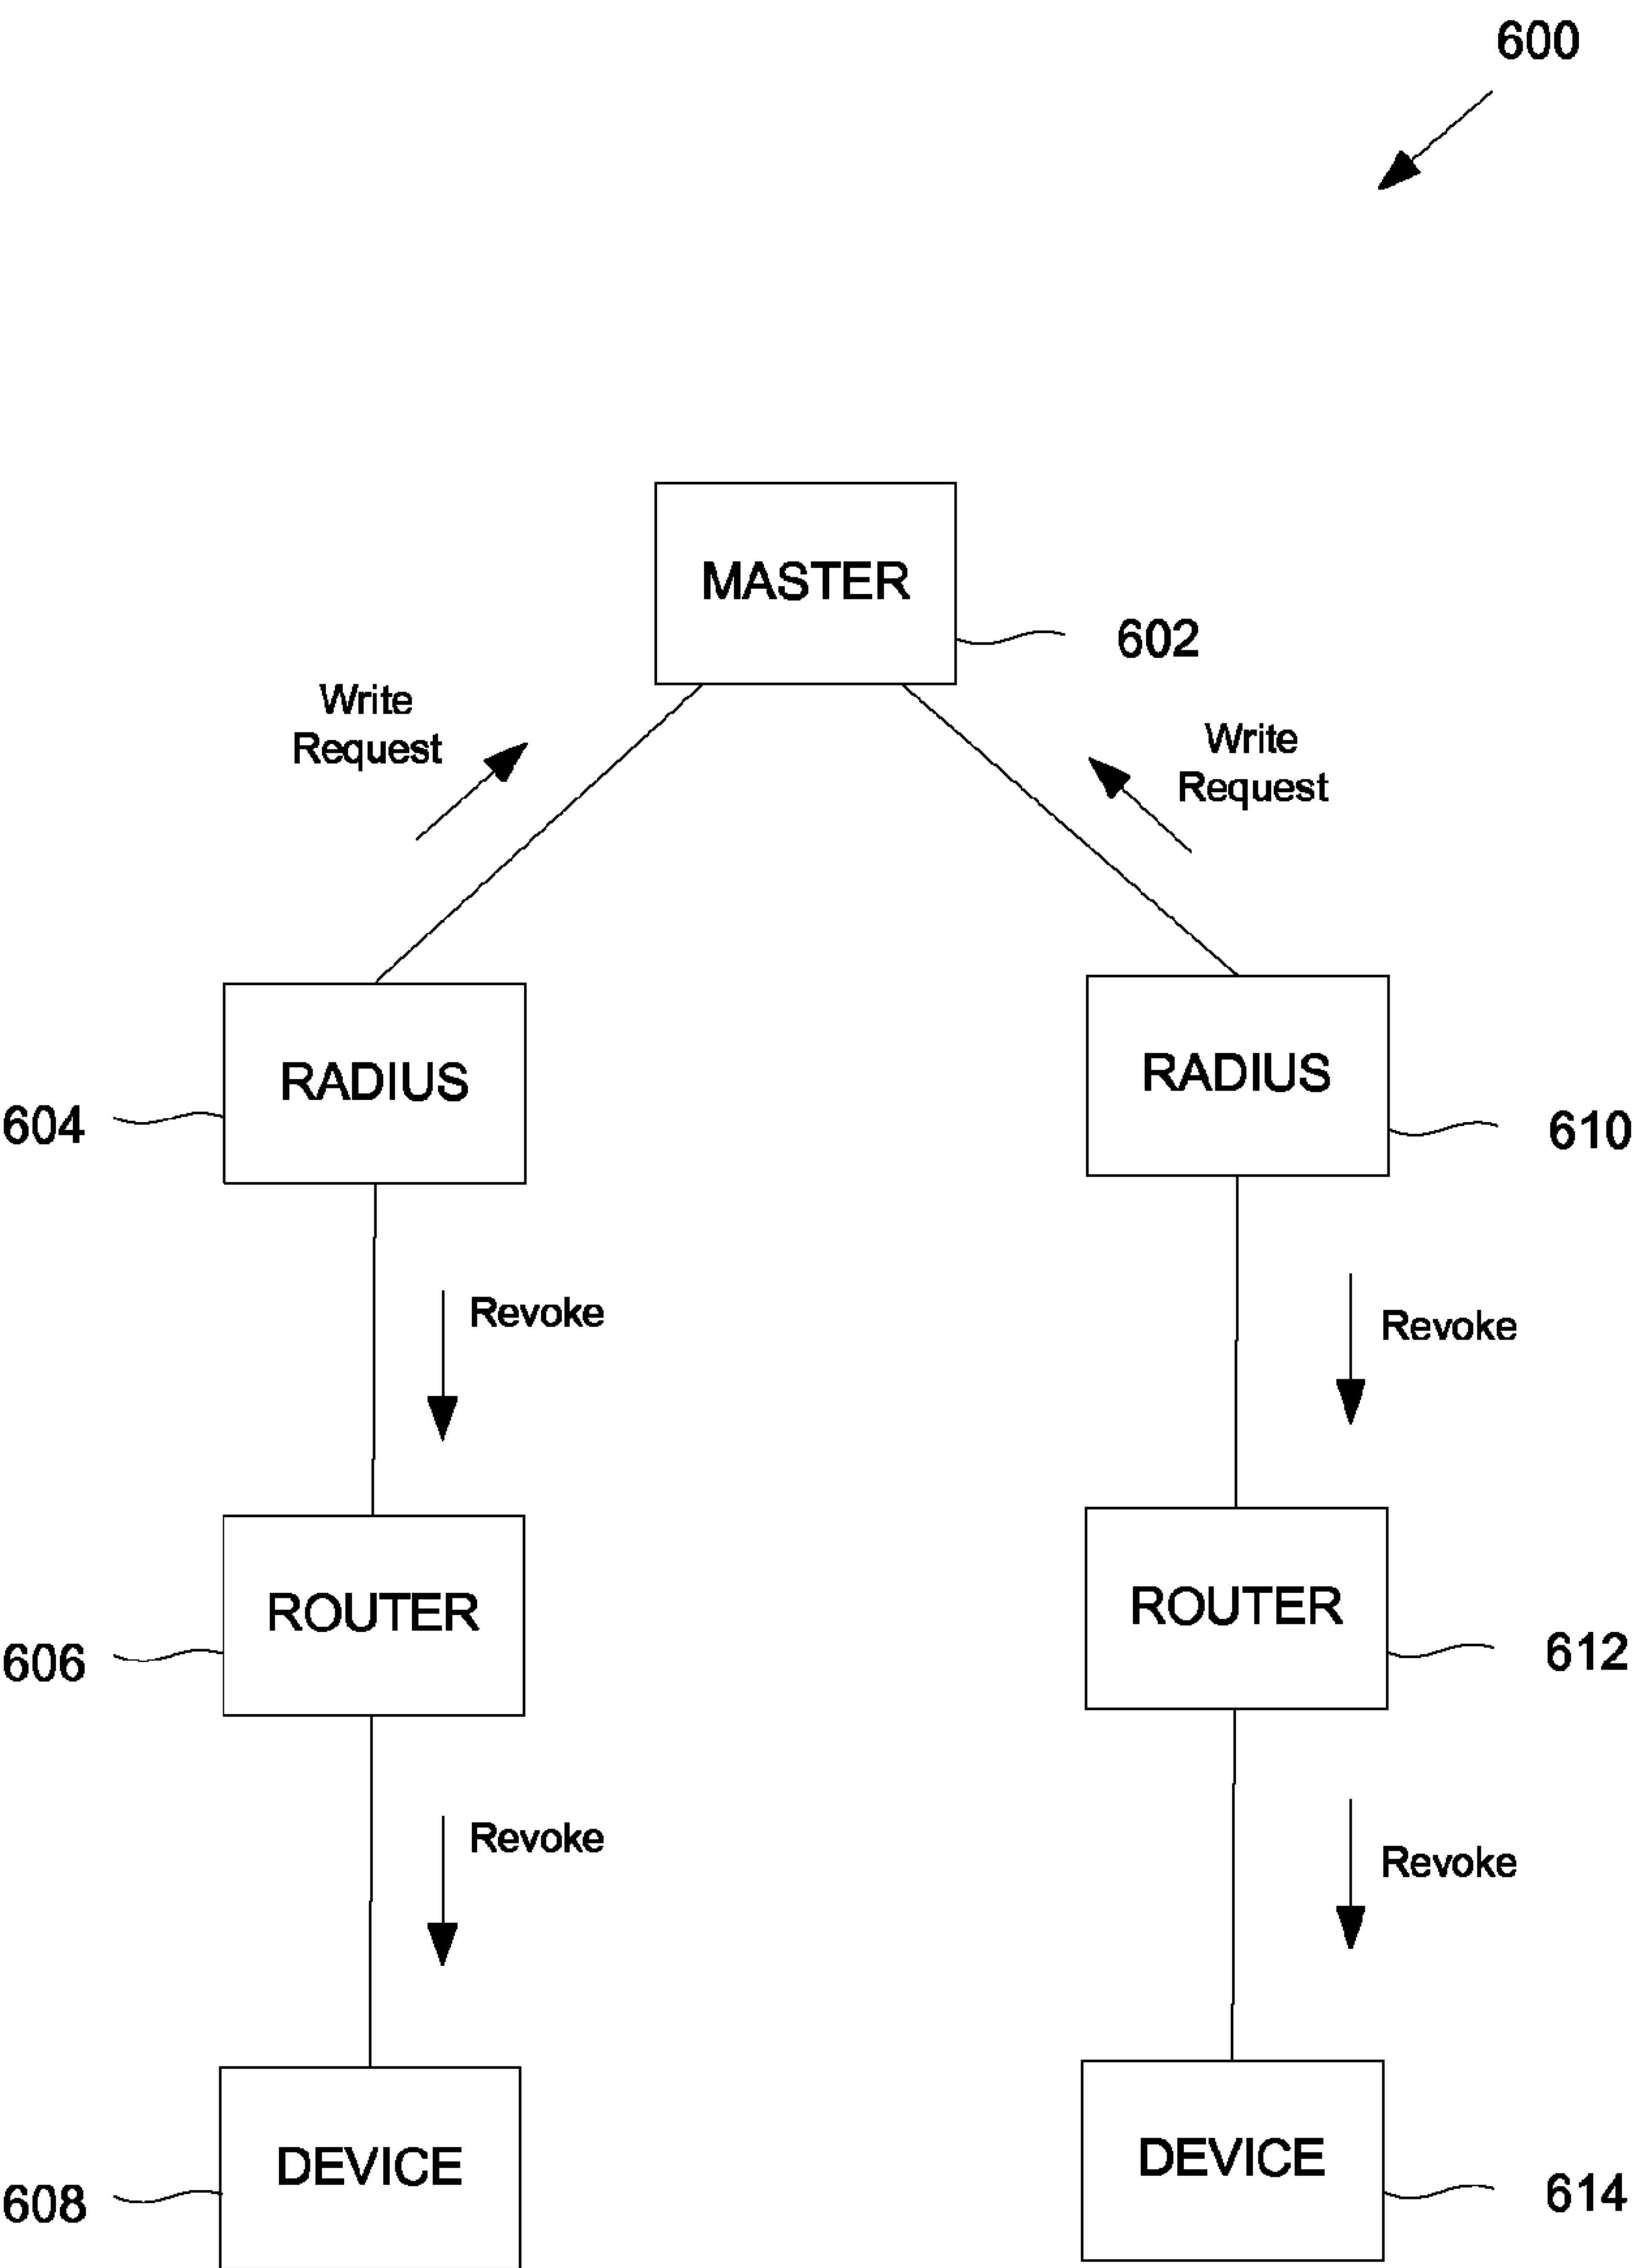 600
MASTER
602
Write
Request
Write
Request
RADIUS
604
RADIUS
610
Revoke
Revoke
ROUTER
606
ROUTER
612
Revoke
Revoke
DEVICE
608
DEVICE
614